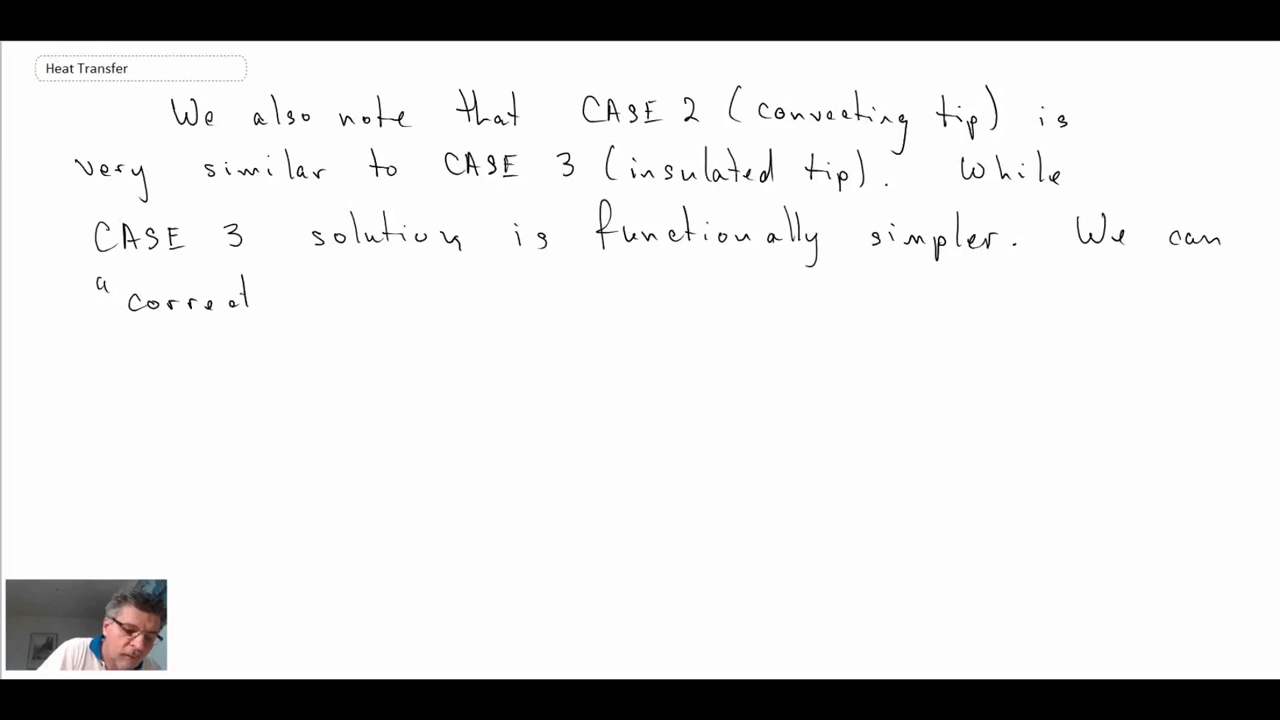 Heat Transfer
We also note that CASE 2 (convecting tip) is
very similar to CASE 3 (insulated tip). While
CASE 3 solution is functionally simpler. We can
"correct